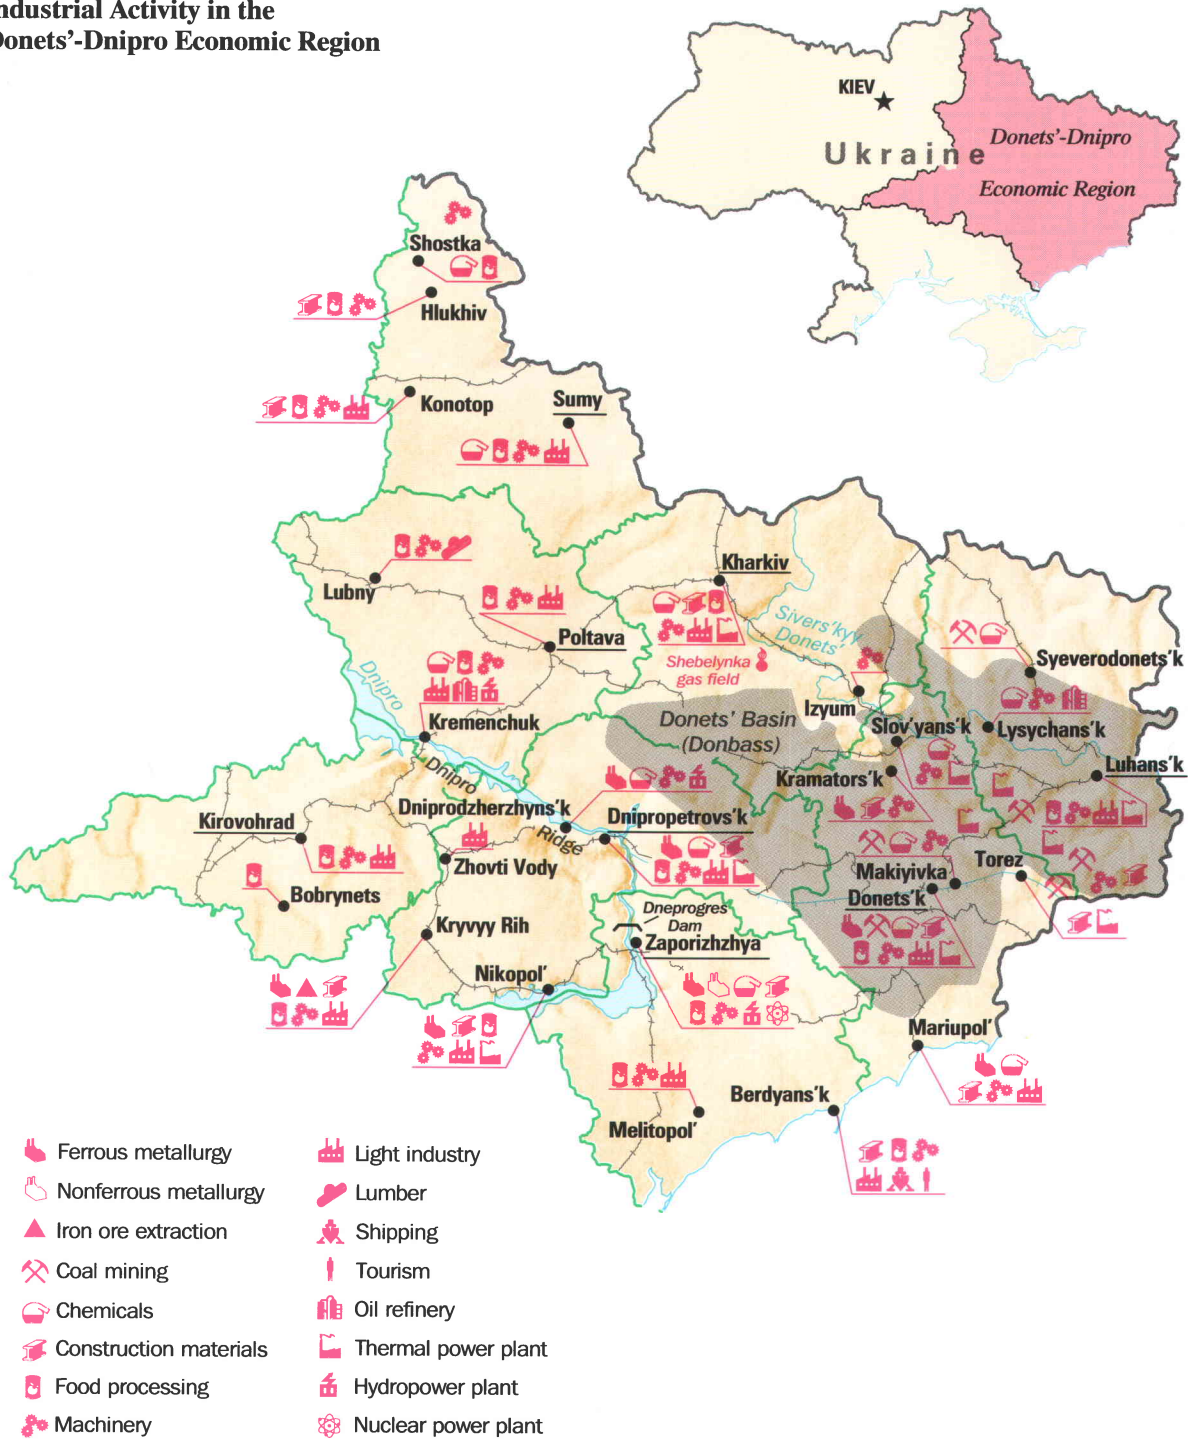 ndustrial Activity in the
Donets'-Dnipro Economic Region
KIEV
Ukraine
Donets'-Dnipro
Economic Region
Shostka
Hlukhiv
Konotop
Sumy
Lubny
Poltava
Kharkiv
Sivers'kyy
Donets'
Shebelynka
gas field
Syeverodonets'k
Dnipro
Kremenchuk
Izyum
Donets' Basin
(Donbass)
Slov'yans'k
Lysychans'k
Luhans'k
Kramators'k
Dnipro
Ridge
Dniprodzherzhyns'k
Dnipropetrovs'k
Kirovohrad
Zhovti Vody
Bobrynets
Makiyivka
Torez
Donets'k
Kryvyy Rih
Dneprogres
Dam
Zaporizhzhya
Nikopol'
Mariupol'
Berdyans'k
Melitopol'
Ferrous metallurgy
Nonferrous metallurgy
Iron ore extraction
Coal mining
Chemicals
Construction materials
Food processing
Machinery
Light industry
Lumber
Shipping
Tourism
Oil refinery
Thermal power plant
Hydropower plant
Nuclear power plant